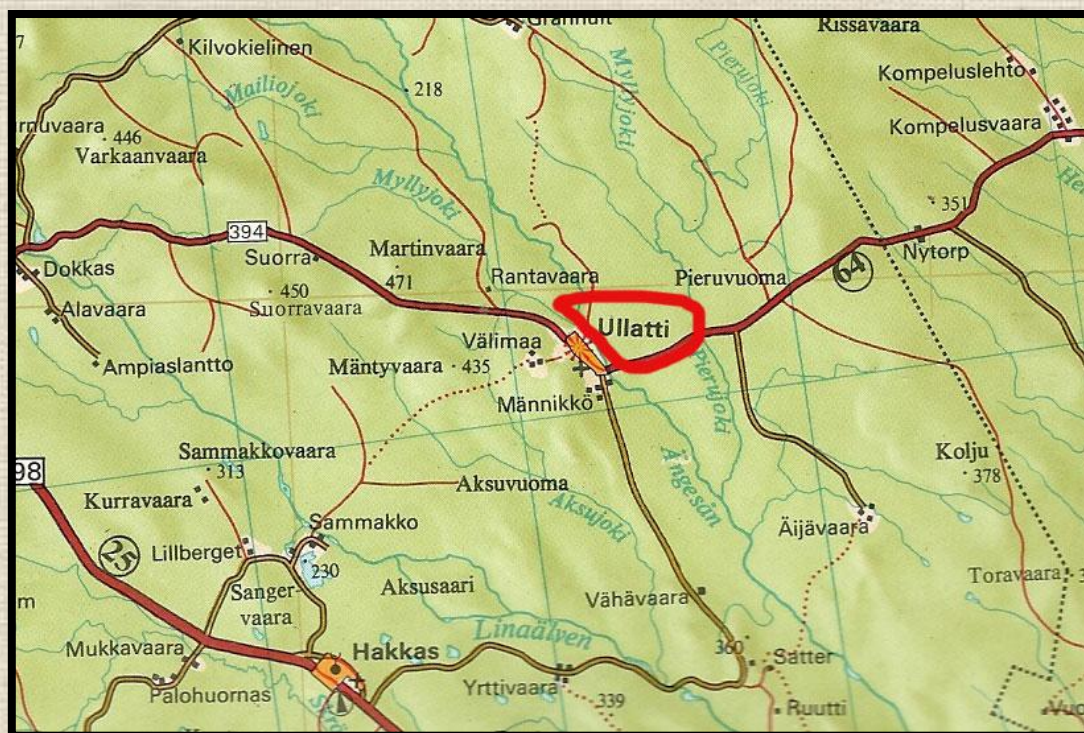 Grannuit
Rissavaara
7
Kilvokielinen
Mailiojoki
218
Myllyjoki
Pierujoki
Kompeluslehto
Kompelusvaara
446
Varkaanvaara
Myllyjoki
351
394
Suorra
Martinvaara
471
Rantavaara
Pieruvuoma
64
Nytorp
Dokkas
Alavaara
450
Suorravaara
Ullatti
Välimaa
Ampiaslantto
Mäntyvaara
435
Männikkö
Pierujoki
98
Sammakkovaara
313
Kurravaara
Aksuvuoma
Aksujoki
Ängesån
Kolju
378
Äijävaara
25
Lillberget
Sammakko
230
Sanger-
vaara
Aksusaari
Vähävaara
Toravaara
Mukkavaara
Palohuornas
Hakkas
Linaälven
Yrttivaara
339
360
Satter
Ruutti